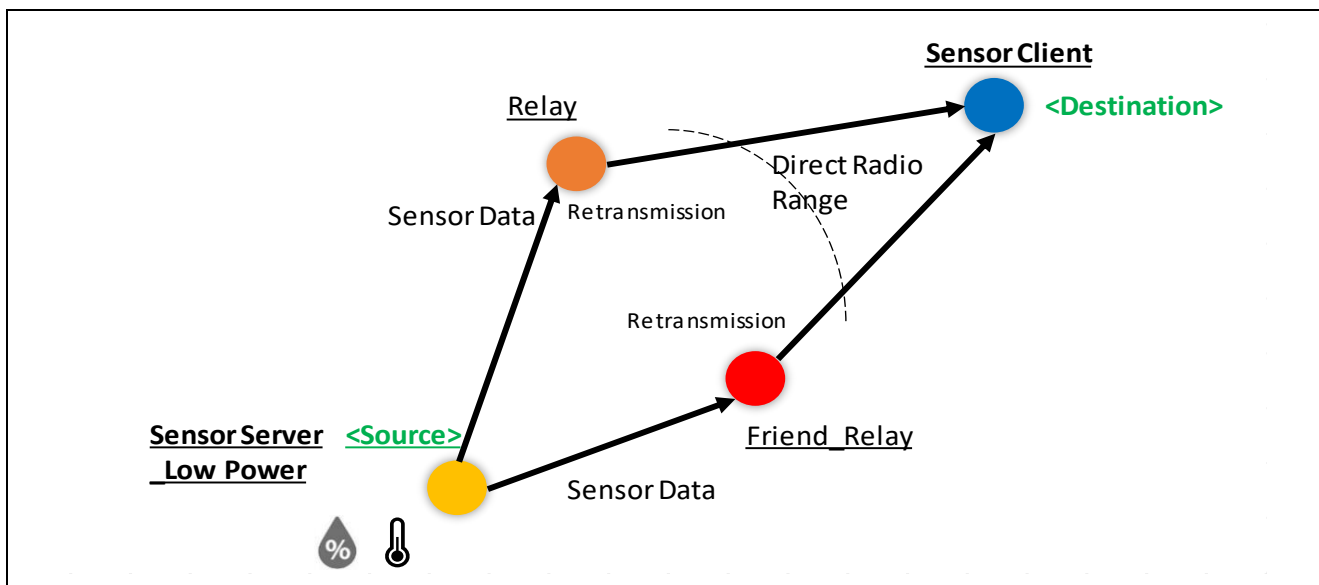 Sensor Client
<Destination>
Relay
Direct Radio
Range
Sensor Data
Retransmission
Retransmission
Sensor Server <Source>
_Low Power
Friend_Relay
Sensor Data
%